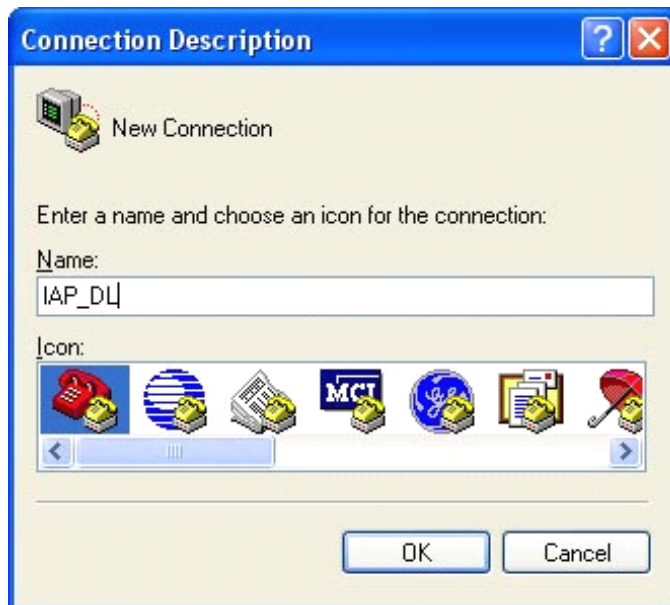 Connection Description
New Connection
Enter a name and choose an icon for the connection:
Name:
IAP_DL
Icon:
MCI
OK
Cancel